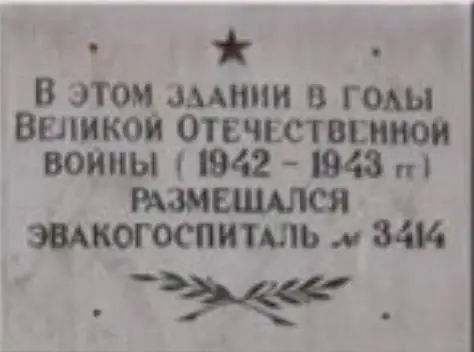 В ЭТОМ ЗДАНИИ В ГОДЫ
ВЕЛИКОЙ ОТЕЧЕСТВЕННОЙ
ВОЙНЫ ( 1942 - 1943 гг )
РАЗМЕЩАЛСЯ
ЭВАКОГОСПИТАЛЬ № 3414